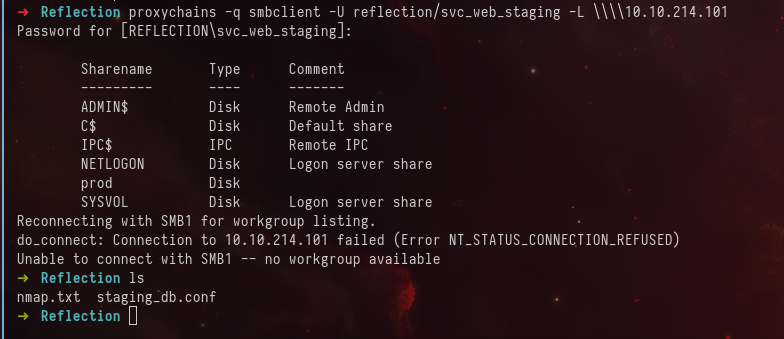 → Reflection proxychains -q smbclient -U reflection/svc_web_staging -L \\\\10.10.214.101
Password for [REFLECTION\svc_web_staging]:
Sharename Type Comment
--------- ---- -------
ADMIN$ Disk Remote Admin
C$ Disk Default share
IPC$ IPC Remote IPC
NETLOGON Disk Logon server share
prod Disk
SYSVOL Disk Logon server share
Reconnecting with SMB1 for workgroup listing.
do_connect: Connection to 10.10.214.101 failed (Error NT_STATUS_CONNECTION_REFUSED)
Unable to connect with SMB1 -- no workgroup available
→ Reflection ls
nmap.txt staging_db.conf
→ Reflection